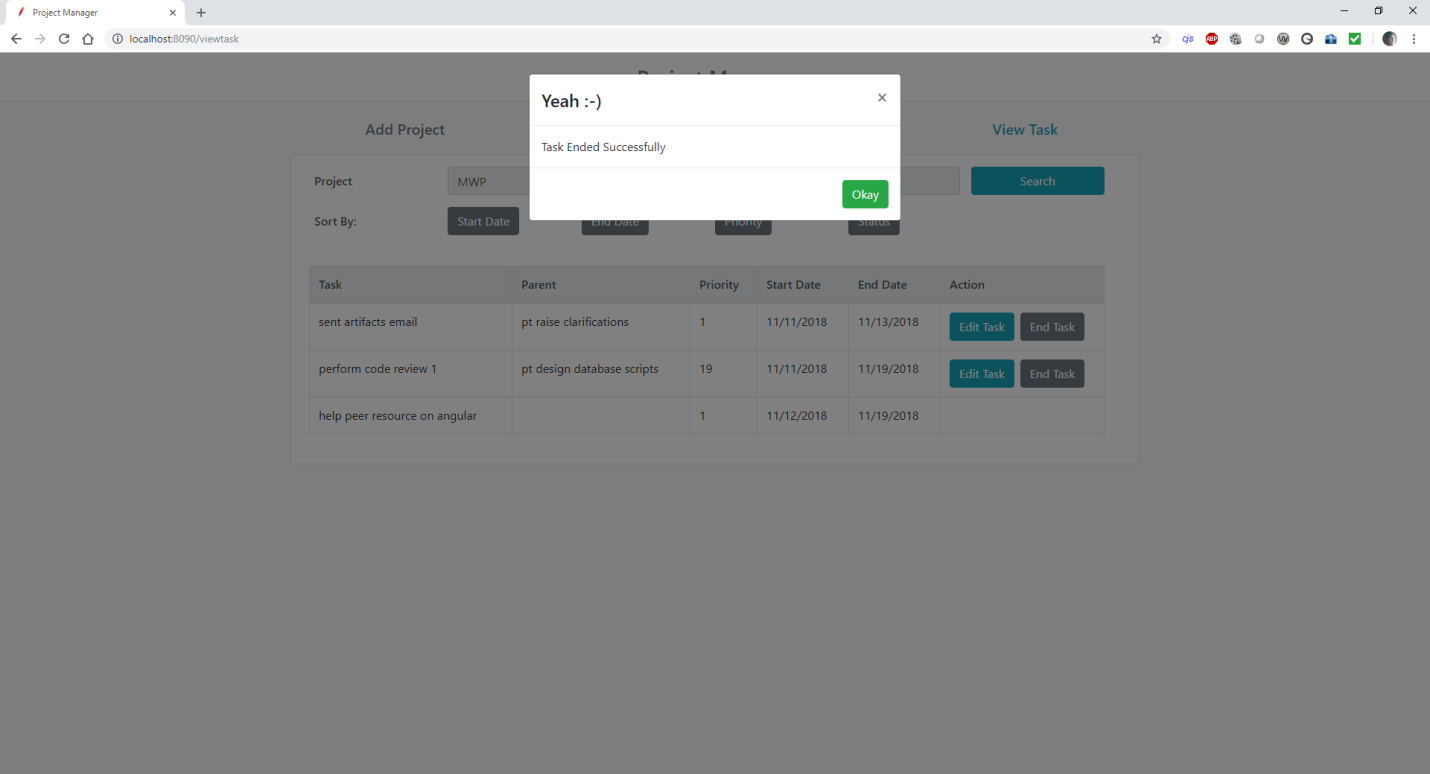 Project Manager
localhost:8090/viewtask
cjs
ABP
Yeah :-)
×
Task Ended Successfully
Okay
Add Project
View Task
Project
MWP
Search
Sort By:
Start Date
End Date
Priority
Status
Task Parent Priority Start Date End Date Action
sent artifacts email pt raise clarifications 1 11/11/2018 11/13/2018 Edit Task End Task
perform code review 1 pt design database scripts 19 11/11/2018 11/19/2018 Edit Task End Task
help peer resource on angular 1 11/12/2018 11/19/2018